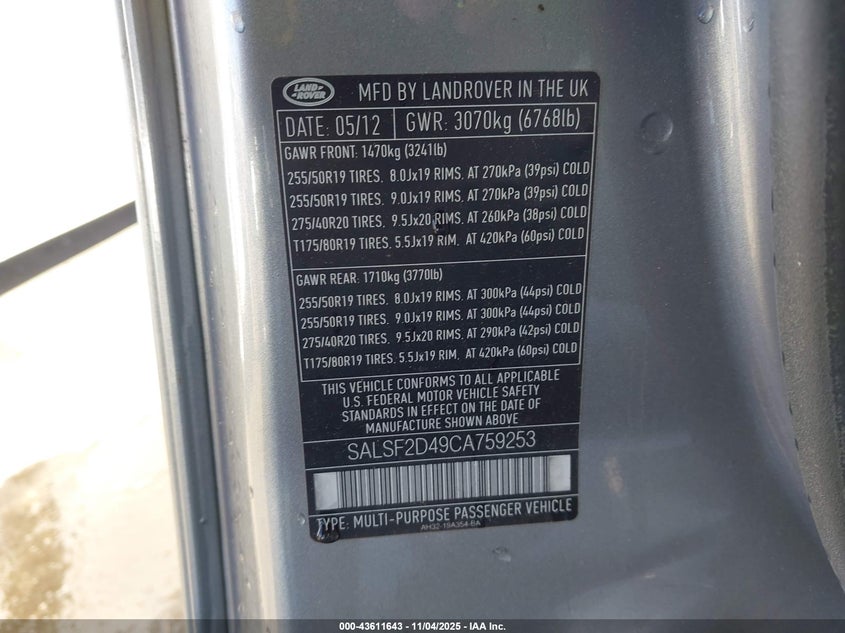 LAND ROVER
MFD BY LANDROVER IN THE UK
DATE: 05/12 GWR: 3070kg (6768lb)
GAWR FRONT: 1470kg (3241lb)
255/50R19 TIRES. 8.0Jx19 RIMS. AT 270kPa (39psi) COLD
255/50R19 TIRES. 9.0Jx19 RIMS. AT 270kPa (39psi) COLD
275/40R20 TIRES. 9.5Jx20 RIMS. AT 260kPa (38psi) COLD
T175/80R19 TIRES. 5.5Jx19 RIM. AT 420kPa (60psi) COLD
GAWR REAR: 1710kg (3770lb)
255/50R19 TIRES. 8.0Jx19 RIMS. AT 300kPa (44psi) COLD
255/50R19 TIRES. 9.0Jx19 RIMS. AT 300kPa (44psi) COLD
275/40R20 TIRES. 9.5Jx20 RIMS. AT 290kPa (42psi) COLD
T175/80R19 TIRES. 5.5Jx19 RIM. AT 420kPa (60psi) COLD
THIS VEHICLE CONFORMS TO ALL APPLICABLE
U.S. FEDERAL MOTOR VEHICLE SAFETY
STANDARDS IN EFFECT ON THE DATE OF
MANUFACTURE SHOWN ABOVE
SALSF2D49CA759253
TYPE: MULTI-PURPOSE PASSENGER VEHICLE
AH32-19A354-BA
000-43611643 - 11/04/2025 - IAA Inc.